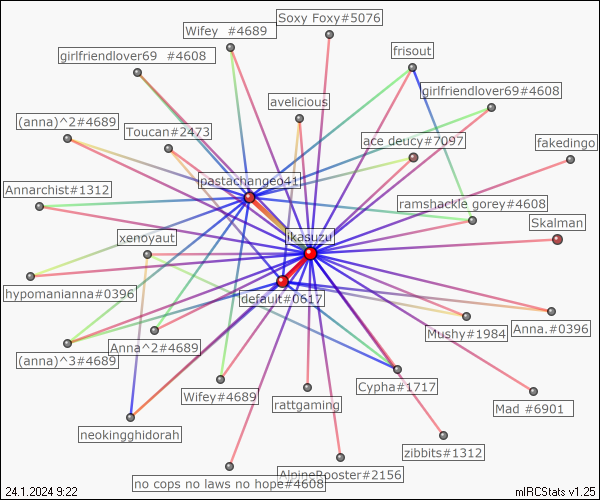 Soxy Foxy#5076
Wifey #4689
frisout
girlfriendlover69 #4608
girlfriendlover69#4608
avelicious
(anna)^2#4689
Toucan#2473
ace deucy#7097
fakedingo
pastachangeo41
Annarchist#1312
ramshackle gorey#4608
Skalman
ikasuzu
xenoyaut
hypomanianna#0396
default#0617
Anna.#0396
Mushy#1984
Anna^2#4689
(anna)^3#4689
Cypha#1717
Wifey#4689
rattgaming
Mad #6901
neokingghidorah
zibbits#1312
AlpineRooster#2156
no cops no laws no hope#4608
24.1.2024 9:22
mIRCStats v1.25